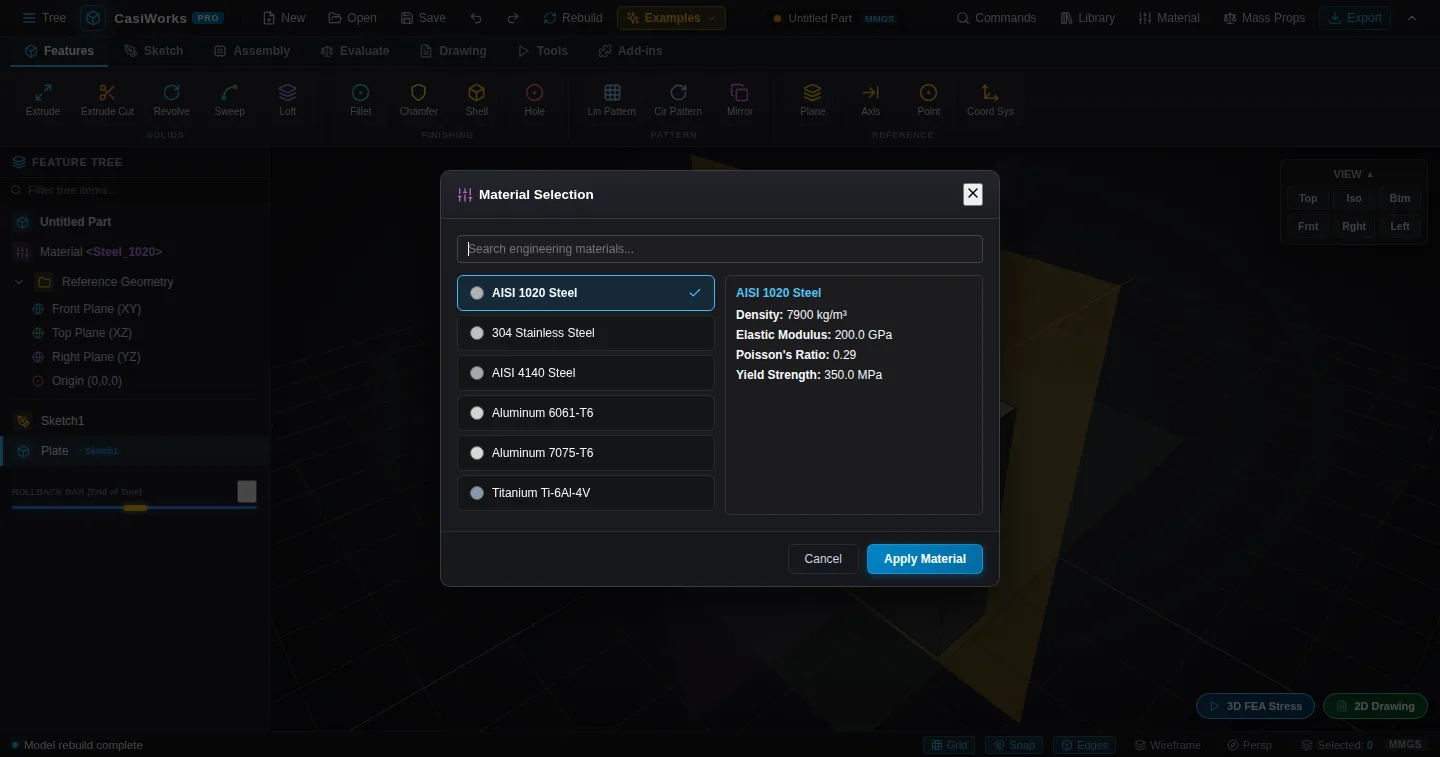 Tree CasiWorks PRO New Open Save Rebuild Examples Untitled Part MMGS Commands Library Material Mass Props Export
Features Sketch Assembly Evaluate Drawing Tools Add-ins
Extrude Extrude Cut Revolve Sweep Loft Fillet Chamfer Shell Hole Lin Pattern Cir Pattern Mirror Plane Axis Point Coord Sys
SOLIDS FINISHING PATTERN REFERENCE
FEATURE TREE
Filter tree items...
Untitled Part
Material <Steel_1020>
Reference Geometry
Front Plane (XY)
Top Plane (XZ)
Right Plane (YZ)
Origin (0,0,0)
Sketch1
Plate ↑ Sketch1
ROLLBACK BAR [End of Tree]
Material Selection
Search engineering materials...
AISI 1020 Steel
304 Stainless Steel
AISI 4140 Steel
Aluminum 6061-T6
Aluminum 7075-T6
Titanium Ti-6Al-4V
AISI 1020 Steel
Density: 7900 kg/m³
Elastic Modulus: 200.0 GPa
Poisson's Ratio: 0.29
Yield Strength: 350.0 MPa
Cancel Apply Material
VIEW ▲
Top Iso Btm
Frnt Rght Left
3D FEA Stress 2D Drawing
Model rebuild complete Grid Snap Edges Wireframe Persp Selected: 0 MMGS